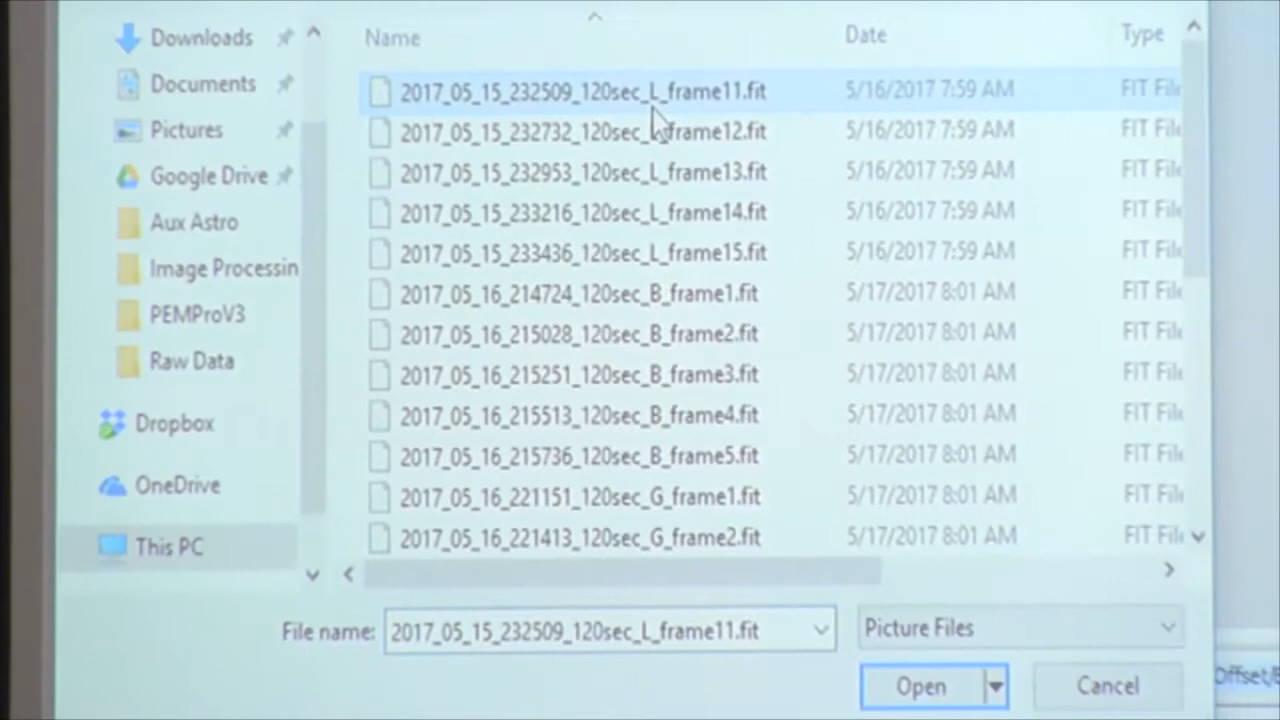 Downloads
Documents
Pictures
Google Drive
Aux Astro
Image Processin
PEMProV3
Raw Data
Dropbox
OneDrive
This PC
Name Date Type
2017_05_15_232509_120sec_L_frame11.fit 5/16/2017 7:59 AM FIT File
2017_05_15_232732_120sec_L_frame12.fit 5/16/2017 7:59 AM FIT File
2017_05_15_232953_120sec_L_frame13.fit 5/16/2017 7:59 AM FIT File
2017_05_15_233216_120sec_L_frame14.fit 5/16/2017 7:59 AM FIT File
2017_05_15_233436_120sec_L_frame15.fit 5/16/2017 7:59 AM FIT File
2017_05_16_214724_120sec_B_frame1.fit 5/17/2017 8:01 AM FIT File
2017_05_16_215028_120sec_B_frame2.fit 5/17/2017 8:01 AM FIT File
2017_05_16_215251_120sec_B_frame3.fit 5/17/2017 8:01 AM FIT File
2017_05_16_215513_120sec_B_frame4.fit 5/17/2017 8:01 AM FIT File
2017_05_16_215736_120sec_B_frame5.fit 5/17/2017 8:01 AM FIT File
2017_05_16_221151_120sec_G_frame1.fit 5/17/2017 8:01 AM FIT File
2017_05_16_221413_120sec_G_frame2.fit 5/17/2017 8:01 AM FIT File
File name: 2017_05_15_232509_120sec_L_frame11.fit Picture Files
Open Cancel